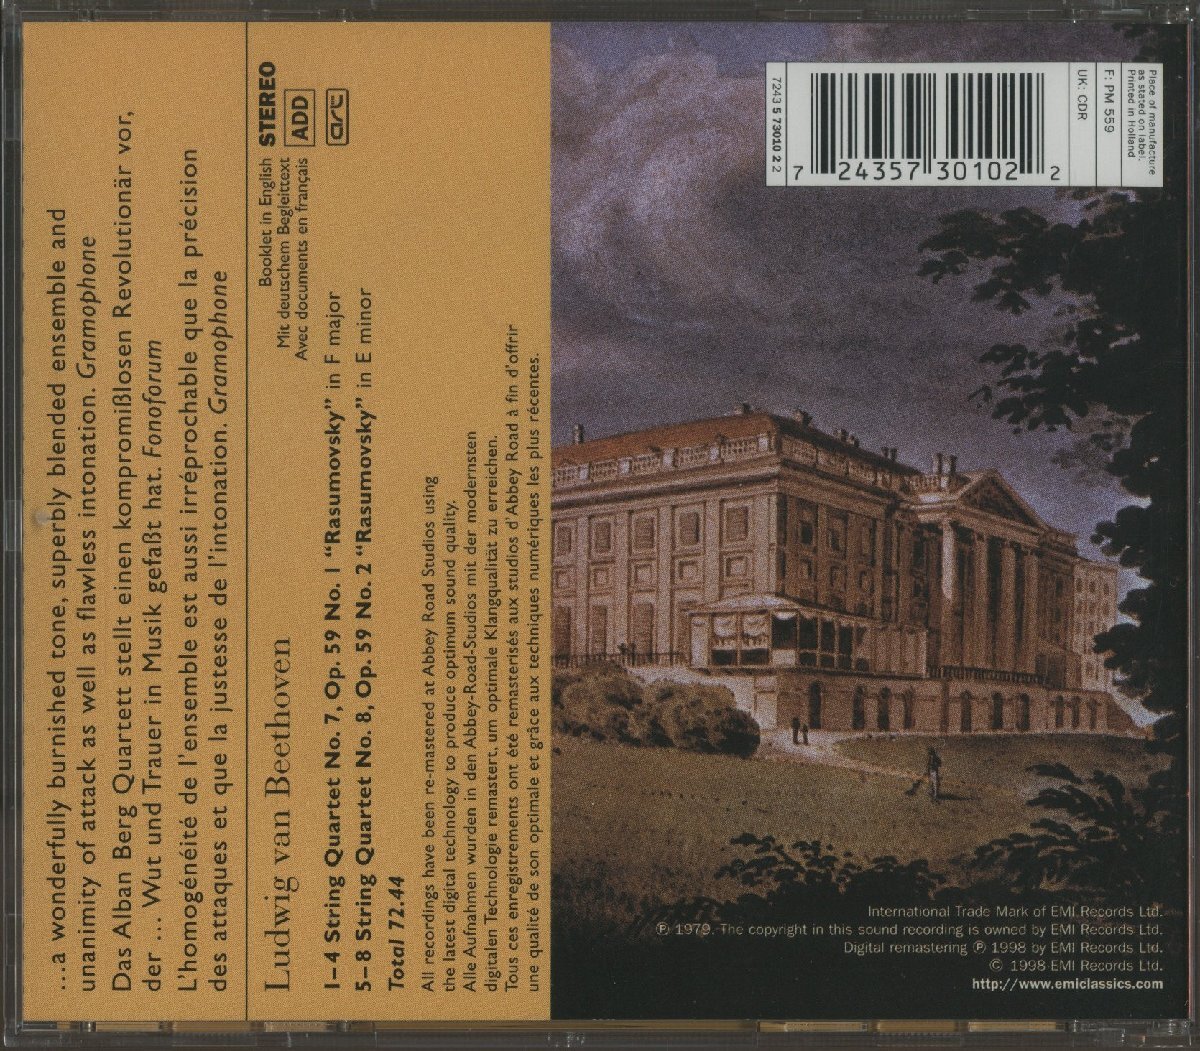 ...a wonderfully burnished tone, superbly blended ensemble and
unanimity of attack as well as flawless intonation. Gramophone
Das Alban Berg Quartett stellt einen kompromißlosen Revolutionär vor,
der ... Wut und Trauer in Musik gefaßt hat. Fonoforum
L'homogénéité de l'ensemble est aussi irréprochable que la précision
des attaques et que la justesse de l'intonation. Gramophone
Ludwig van Beethoven
1–4 String Quartet No. 7, Op. 59 No. 1 “Rasumovsky” in F major
5–8 String Quartet No. 8, Op. 59 No. 2 “Rasumovsky” in E minor
Total 72.44
Booklet in English
Mit deutschem Begleittext
Avec documents en français
STEREO
ADD
art
All recordings have been re-mastered at Abbey Road Studios using
the latest digital technology to produce optimum sound quality.
Alle Aufnahmen wurden in den Abbey-Road-Studios mit der modernsten
digitalen Technologie remastert, um optimale Klangqualität zu erreichen.
Tous ces enregistrements ont été remasterisés aux studios d'Abbey Road à fin d'offrir
une qualité de son optimale et grâce aux techniques numériques les plus récentes.
7243 5 73010 2 2
7 24357 30102 2
UK: CDR
F: PM 559
Place of manufacture
as stated on label.
Printed in Holland
International Trade Mark of EMI Records Ltd.
℗ 1979. The copyright in this sound recording is owned by EMI Records Ltd.
Digital remastering ℗ 1998 by EMI Records Ltd.
© 1998 EMI Records Ltd.
http://www.emiclassics.com